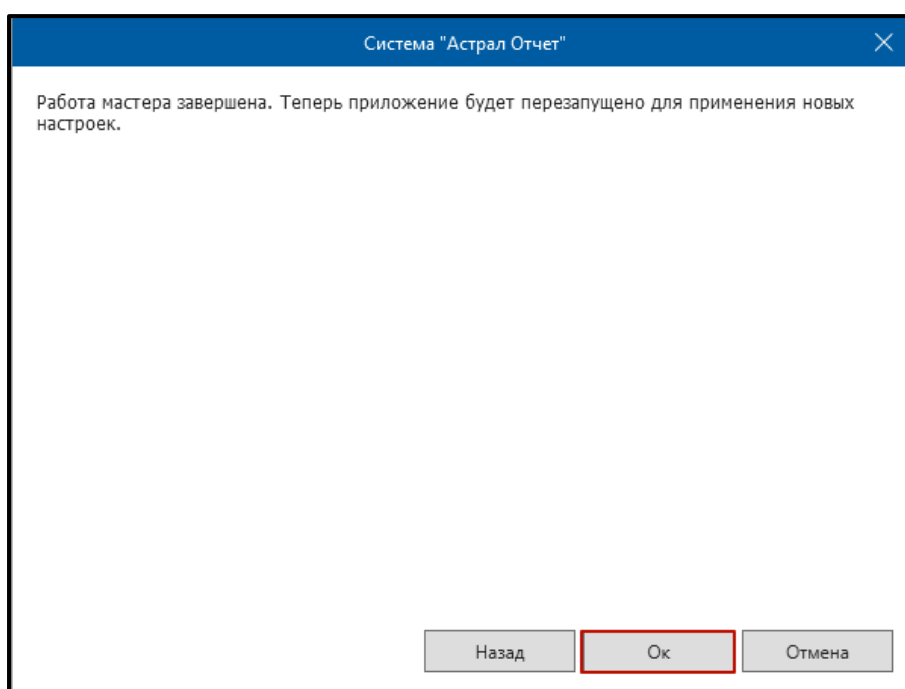 Система "Астрал Отчет"
Работа мастера завершена. Теперь приложение будет перезапущено для применения новых
настроек.
Назад Ок Отмена